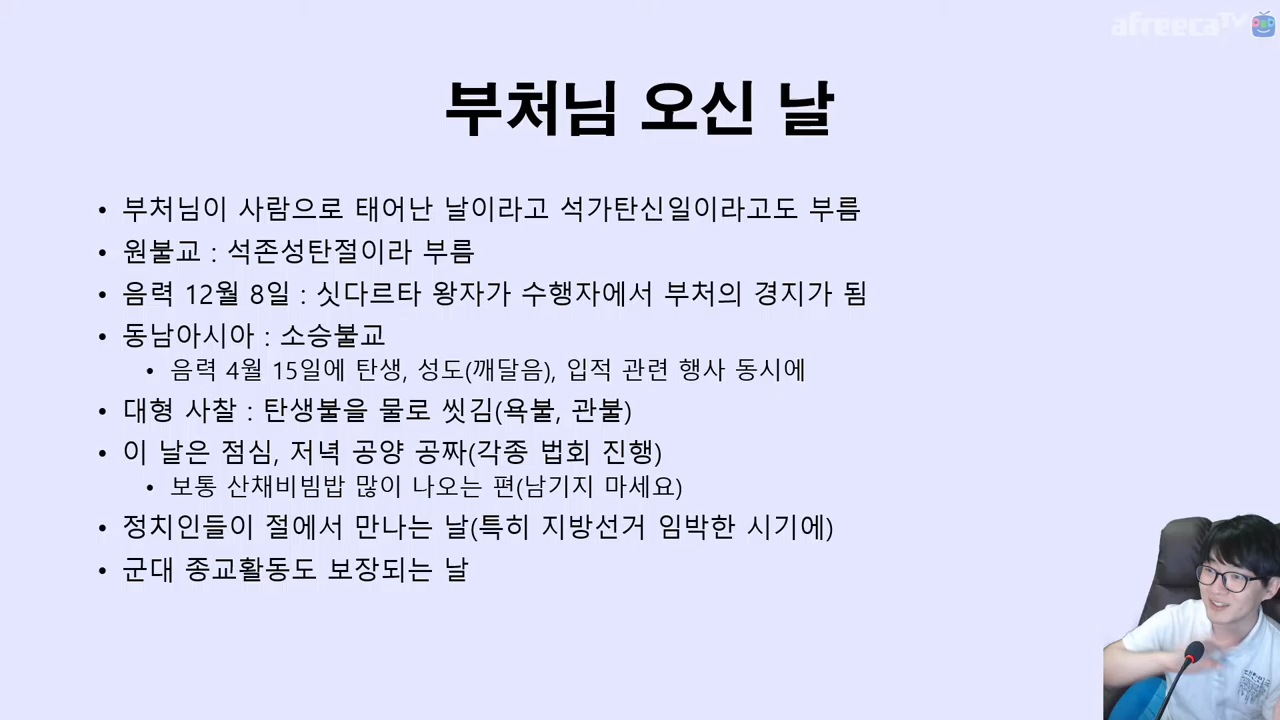 afreecaTV
부처님 오신 날
• 부처님이 사람으로 태어난 날이라고 석가탄신일이라고도 부름
• 원불교 : 석존성탄절이라 부름
• 음력 12월 8일 : 싯다르타 왕자가 수행자에서 부처의 경지가 됨
• 동남아시아 : 소승불교
• 음력 4월 15일에 탄생, 성도(깨달음), 입적 관련 행사 동시에
• 대형 사찰 : 탄생불을 물로 씻김(욕불, 관불)
• 이 날은 점심, 저녁 공양 공짜(각종 법회 진행)
• 보통 산채비빔밥 많이 나오는 편(남기지 마세요)
• 정치인들이 절에서 만나는 날(특히 지방선거 임박한 시기에)
• 군대 종교활동도 보장되는 날